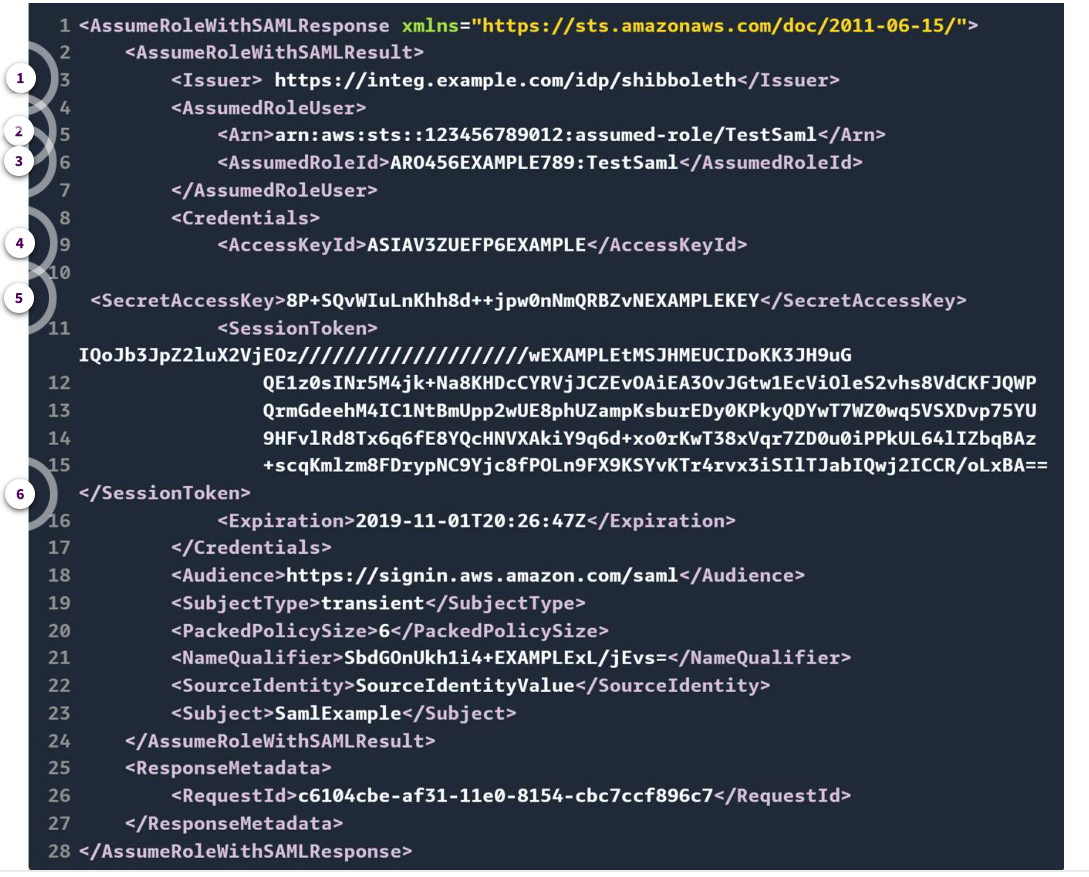 1 <AssumeRoleWithSAMLResponse xmlns="https://sts.amazonaws.com/doc/2011-06-15/">
2 <AssumeRoleWithSAMLResult>
1
3 <Issuer> https://integ.example.com/idp/shibboleth</Issuer>
4 <AssumedRoleUser>
2
5 <Arn>arn:aws:sts::123456789012:assumed-role/TestSaml</Arn>
3
6 <AssumedRoleId>ARO456EXAMPLE789:TestSaml</AssumedRoleId>
7 </AssumedRoleUser>
8 <Credentials>
4
9 <AccessKeyId>ASIAV3ZUEFP6EXAMPLE</AccessKeyId>
10
5
<SecretAccessKey>8P+SQvWIuLnKhh8d++jpw0nNmQRBZvNEXAMPLEKEY</SecretAccessKey>
11 <SessionToken>
IQoJb3JpZ2luX2VjEOz////////////////////wEXAMPLEtMSJHMEUCIDoKK3JH9uG
12 QE1z0sINr5M4jk+Na8KHDcCYRVjJCZEvOAiEA3OvJGtw1EcViOleS2vhs8VdCKFJQWP
13 QrmGdeehM4IC1NtBmUpp2wUE8phUZampKsburEDy0KPkyQDYwT7WZ0wq5VSXDvp75YU
14 9HFvlRd8Tx6q6fE8YQcHNVXAkiY9q6d+xo0rKwT38xVqr7ZD0u0iPPkUL64lIZbqBAz
15 +scqKmlzm8FDrypNC9Yjc8fPOLn9FX9KSYvKTr4rvx3iSIlTJabIQwj2ICCR/oLxBA==
6
</SessionToken>
16 <Expiration>2019-11-01T20:26:47Z</Expiration>
17 </Credentials>
18 <Audience>https://signin.aws.amazon.com/saml</Audience>
19 <SubjectType>transient</SubjectType>
20 <PackedPolicySize>6</PackedPolicySize>
21 <NameQualifier>SbdGOnUkh1i4+EXAMPLExL/jEvs=</NameQualifier>
22 <SourceIdentity>SourceIdentityValue</SourceIdentity>
23 <Subject>SamlExample</Subject>
24 </AssumeRoleWithSAMLResult>
25 <ResponseMetadata>
26 <RequestId>c6104cbe-af31-11e0-8154-cbc7ccf896c7</RequestId>
27 </ResponseMetadata>
28 </AssumeRoleWithSAMLResponse>